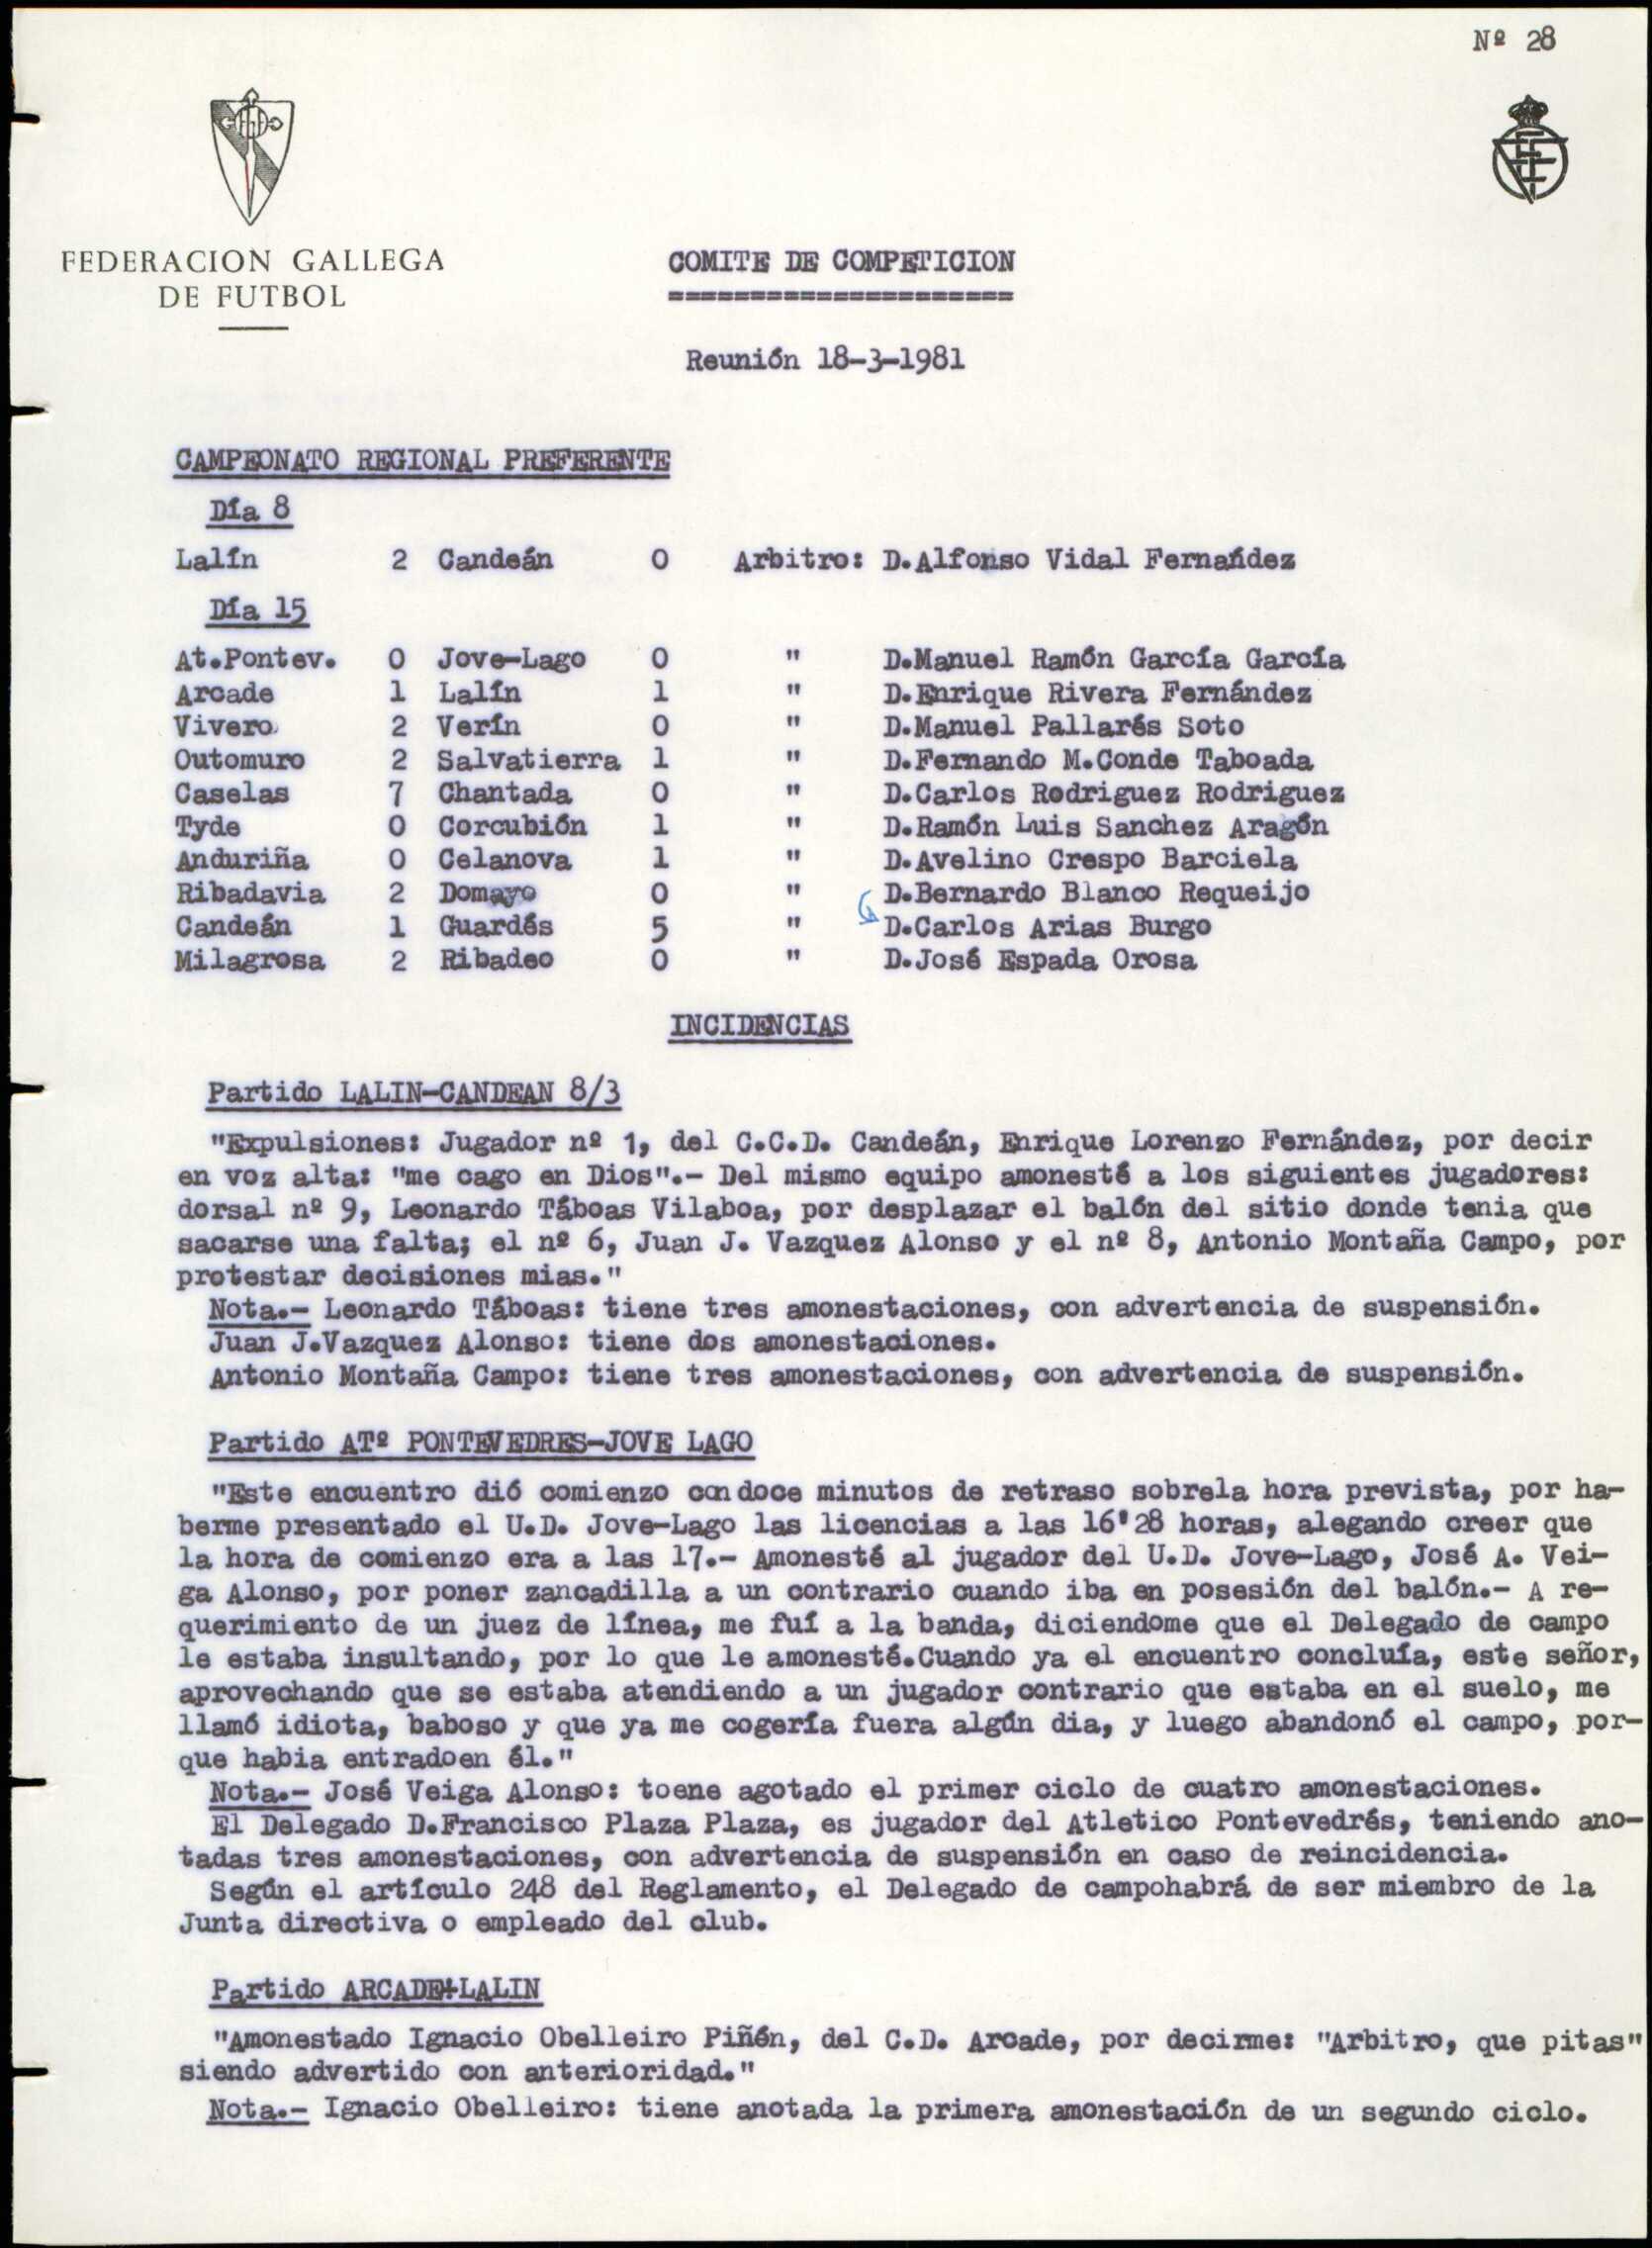 Nº 28
FEDERACION GALLEGA
DE FUTBOL
COMITE DE COMPETICION
=====================
Reunión 18-3-1981
CAMPEONATO REGIONAL PREFERENTE
Día 8
Lalín 2 Candeán 0 Arbitro: D.Alfonso Vidal Fernańdez
Día 15
At.Pontev. 0 Jove-Lago 0 " D.Manuel Ramón García García
Arcade 1 Lalín 1 " D.Enrique Rivera Fernández
Vivero 2 Verín 0 " D.Manuel Pallarés Soto
Outomuro 2 Salvatierra 1 " D.Fernando M.Conde Taboada
Caselas 7 Chantada 0 " D.Carlos Rodriguez Rodriguez
Tyde 0 Corcubión 1 " D.Ramón Luis Sanchez Aragón
Anduriña 0 Celanova 1 " D.Avelino Crespo Barciela
Ribadavia 2 Domayo 0 " D.Bernardo Blanco Requeijo
Candeán 1 Guardés 5 " D.Carlos Arias Burgo
Milagrosa 2 Ribadeo 0 " D.José Espada Orosa
INCIDENCIAS
Partido LALIN-CANDEAN 8/3
"Expulsiones: Jugador nº 1, del C.C.D. Candeán, Enrique Lorenzo Fernández, por decir
en voz alta: "me cago en Dios".- Del mismo equipo amonesté a los siguientes jugadores:
dorsal nº 9, Leonardo Táboas Vilaboa, por desplazar el balón del sitio donde tenia que
sacarse una falta; el nº 6, Juan J. Vazquez Alonso y el nº 8, Antonio Montaña Campo, por
protestar decisiones mias."
Nota.- Leonardo Táboas: tiene tres amonestaciones, con advertencia de suspensión.
Juan J.Vazquez Alonso: tiene dos amonestaciones.
Antonio Montaña Campo: tiene tres amonestaciones, con advertencia de suspensión.
Partido ATº PONTEVEDRES-JOVE LAGO
"Este encuentro dió comienzo con doce minutos de retraso sobrela hora prevista, por ha-
berme presentado el U.D. Jove-Lago las licencias a las 16'28 horas, alegando creer que
la hora de comienzo era a las 17.- Amonesté al jugador del U.D. Jove-Lago, José A. Vei-
ga Alonso, por poner zancadilla a un contrario cuando iba en posesión del balón.- A re-
querimiento de un juez de línea, me fuí a la banda, diciendome que el Delegado de campo
le estaba insultando, por lo que le amonesté.Cuando ya el encuentro concluía, este señor,
aprovechando que se estaba atendiendo a un jugador contrario que estaba en el suelo, me
llamó idiota, baboso y que ya me cogería fuera algún dia, y luego abandonó el campo, por-
que habia entradoen él."
Nota.- José Veiga Alonso: toene agotado el primer ciclo de cuatro amonestaciones.
El Delegado D.Francisco Plaza Plaza, es jugador del Atletico Pontevedrés, teniendo ano-
tadas tres amonestaciones, con advertencia de suspensión en caso de reincidencia.
Según el artículo 248 del Reglamento, el Delegado de campohabrá de ser miembro de la
Junta directiva o empleado del club.
Partido ARCADE+LALIN
"Amonestado Ignacio Obelleiro Piñón, del C.D. Arcade, por decirme: "Arbitro, que pitas"
siendo advertido con anterioridad."
Nota.- Ignacio Obelleiro: tiene anotada la primera amonestación de un segundo ciclo.